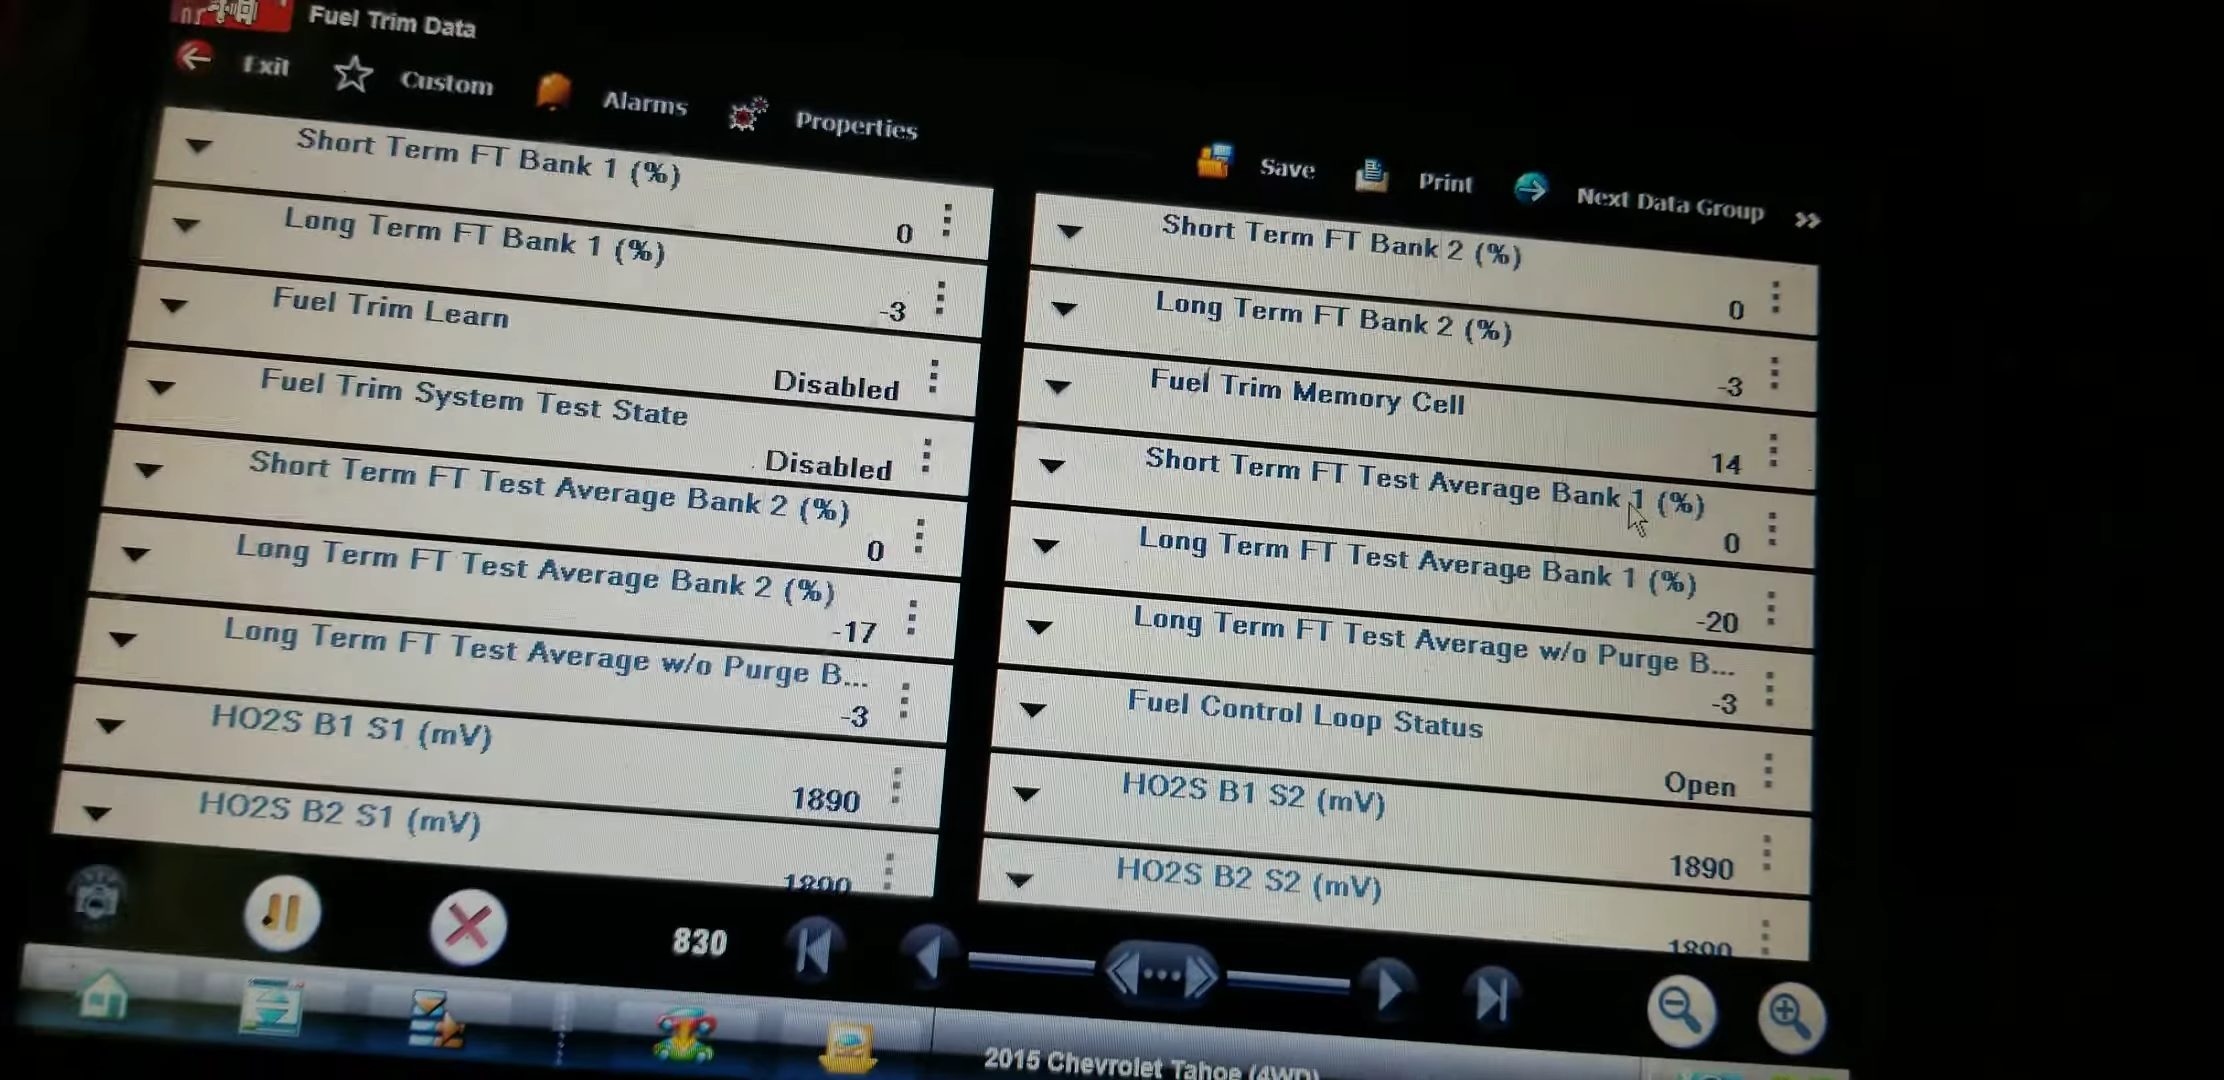 Fuel Trim Data
Exit
Custom
Alarms
Properties
Save
Print
Next Data Group
Short Term FT Bank 1 (%)
0
Long Term FT Bank 1 (%)
-3
Fuel Trim Learn
Disabled
Fuel Trim System Test State
Disabled
Short Term FT Test Average Bank 2 (%)
0
Long Term FT Test Average Bank 2 (%)
-17
Long Term FT Test Average w/o Purge B...
-3
HO2S B1 S1 (mV)
1890
HO2S B2 S1 (mV)
Short Term FT Bank 2 (%)
0
Long Term FT Bank 2 (%)
-3
Fuel Trim Memory Cell
14
Short Term FT Test Average Bank 1 (%)
0
Long Term FT Test Average Bank 1 (%)
-20
Long Term FT Test Average w/o Purge B...
-3
Fuel Control Loop Status
Open
HO2S B1 S2 (mV)
1890
HO2S B2 S2 (mV)
830
2015 Chevrolet Tahoe (4WD)